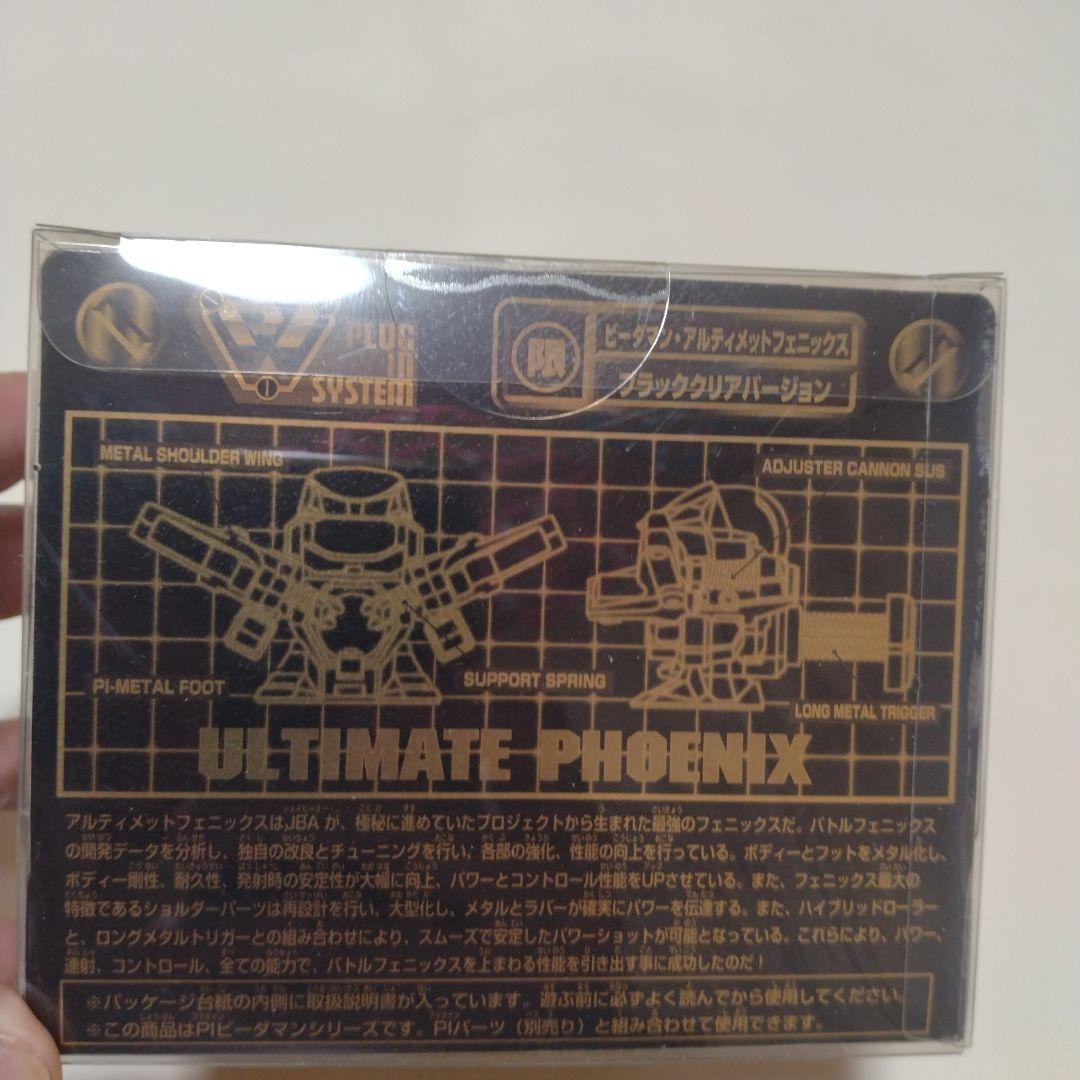 PLUG
IN
SYSTEM
限
ビーダマン・アルティメットフェニックス
ブラッククリアバージョン
METAL SHOULDER WING
ADJUSTER CANNON SUS
PI-METAL FOOT
SUPPORT SPRING
LONG METAL TRIGGER
ULTIMATE PHOENIX
アルティメットフェニックスはJBAが、極秘に進めていたプロジェクトから生まれた最強のフェニックスだ。バトルフェニックス
の開発データを分析し、独自の改良とチューニングを行い、各部の強化、性能の向上を行っている。ボディーとフットをメタル化し、
ボディー剛性、耐久性、発射時の安定性が大幅に向上、パワーとコントロール性能をUPさせている。また、フェニックス最大の
特徴であるショルダーパーツは再設計を行い、大型化し、メタルとラバーが確実にパワーを伝達する。また、ハイブリッドローラー
と、ロングメタルトリガーとの組み合わせにより、スムーズで安定したパワーショットが可能となっている。これらにより、パワー、
連射、コントロール、全ての能力で、バトルフェニックスを上まわる性能を引き出す事に成功したのだ！
※パッケージ台紙の内側に取扱説明書が入っています。遊ぶ前に必ずよく読んでから使用してください。
※この商品はPIビーダマンシリーズです。PIパーツ（別売り）と組み合わせて使用できます。